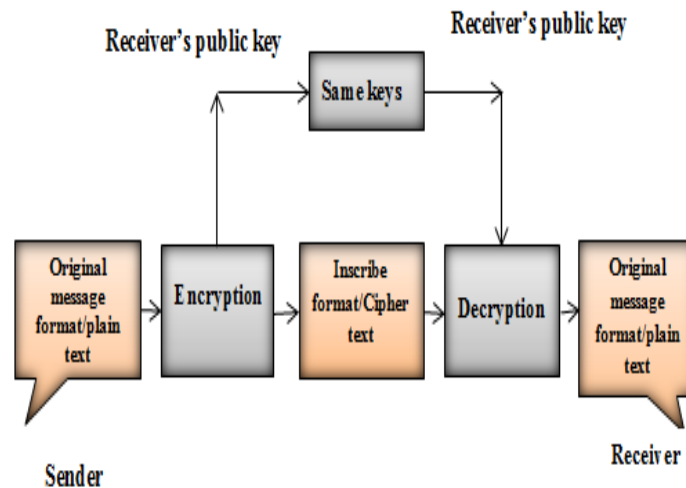 Receiver's public key
Receiver's public key
Same keys
Original
message
format/plain
text
Encryption
Inscribe
format/Cipher
text
Decryption
Original
message
format/plain
text
Sender
Receiver